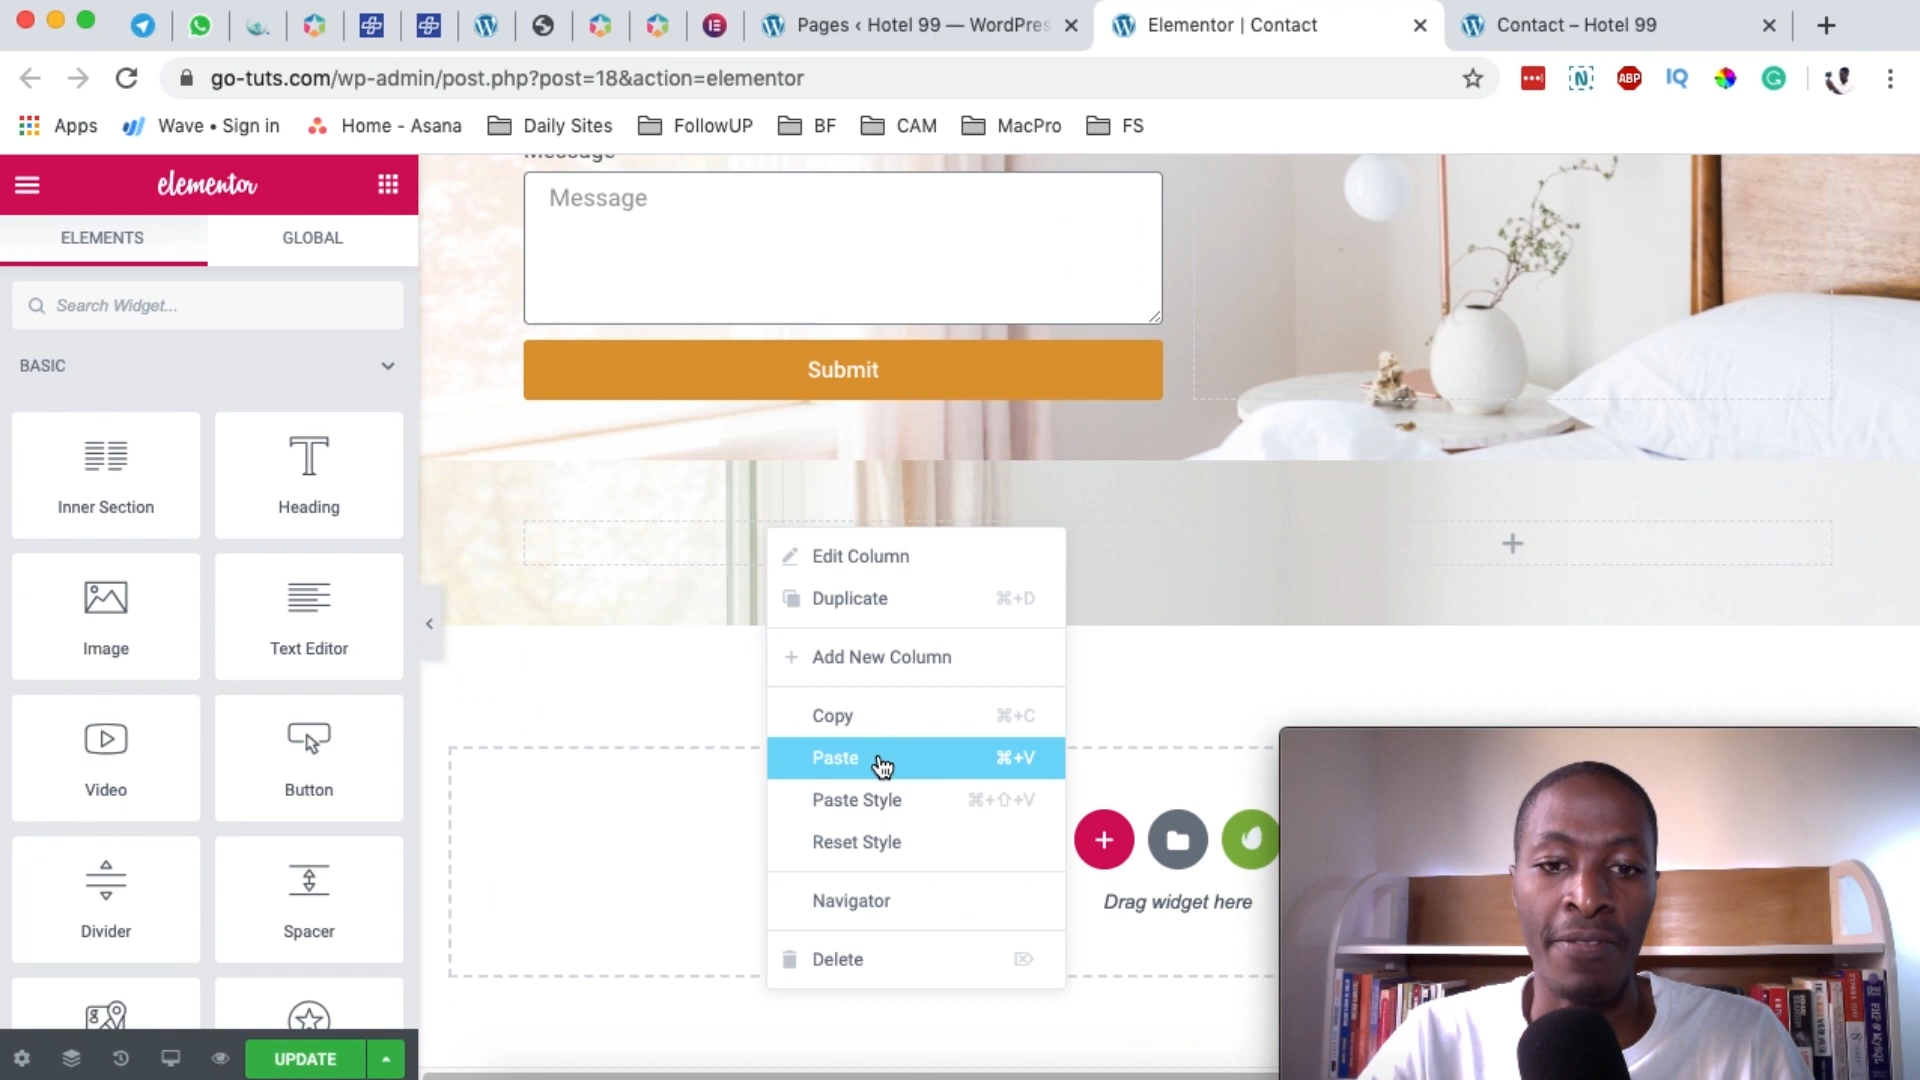 Pages ‹ Hotel 99 — WordPres
Elementor | Contact
Contact – Hotel 99
go-tuts.com/wp-admin/post.php?post=18&action=elementor
ABP
IQ
Apps
Wave • Sign in
Home - Asana
Daily Sites
FollowUP
BF
CAM
MacPro
FS
elementor
ELEMENTS
GLOBAL
Search Widget...
BASIC
Inner Section
Heading
Image
Text Editor
Video
Button
Divider
Spacer
UPDATE
Message
Message
Submit
Edit Column
Duplicate ⌘+D
Add New Column
Copy ⌘+C
Paste ⌘+V
Paste Style ⌘+⇧+V
Reset Style
Navigator
Delete
Drag widget here